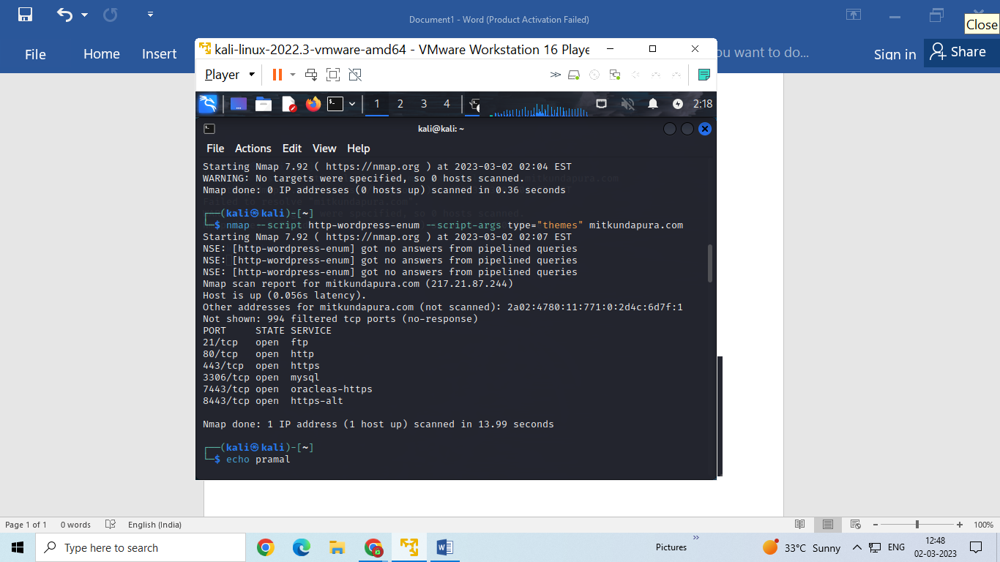 Document1 - Word (Product Activation Failed)
Close
File Home Insert
you want to do...
Sign in Share
kali-linux-2022.3-vmware-amd64 - VMware Workstation 16 Playe
Player
1 2 3 4
2:18
kali@kali: ~
File Actions Edit View Help
Starting Nmap 7.92 ( https://nmap.org ) at 2023-03-02 02:04 EST
WARNING: No targets were specified, so 0 hosts scanned.
Nmap done: 0 IP addresses (0 hosts up) scanned in 0.36 seconds
┌──(kali㉿kali)-[~]
└─$ nmap --script http-wordpress-enum --script-args type="themes" mitkundapura.com
Starting Nmap 7.92 ( https://nmap.org ) at 2023-03-02 02:07 EST
NSE: [http-wordpress-enum] got no answers from pipelined queries
NSE: [http-wordpress-enum] got no answers from pipelined queries
NSE: [http-wordpress-enum] got no answers from pipelined queries
Nmap scan report for mitkundapura.com (217.21.87.244)
Host is up (0.056s latency).
Other addresses for mitkundapura.com (not scanned): 2a02:4780:11:771:0:2d4c:6d7f:1
Not shown: 994 filtered tcp ports (no-response)
PORT STATE SERVICE
21/tcp open ftp
80/tcp open http
443/tcp open https
3306/tcp open mysql
7443/tcp open oracleas-https
8443/tcp open https-alt
Nmap done: 1 IP address (1 host up) scanned in 13.99 seconds
┌──(kali㉿kali)-[~]
└─$ echo pramal
Page 1 of 1 0 words English (India) 100%
Type here to search
Pictures
33°C Sunny
ENG
12:48
02-03-2023